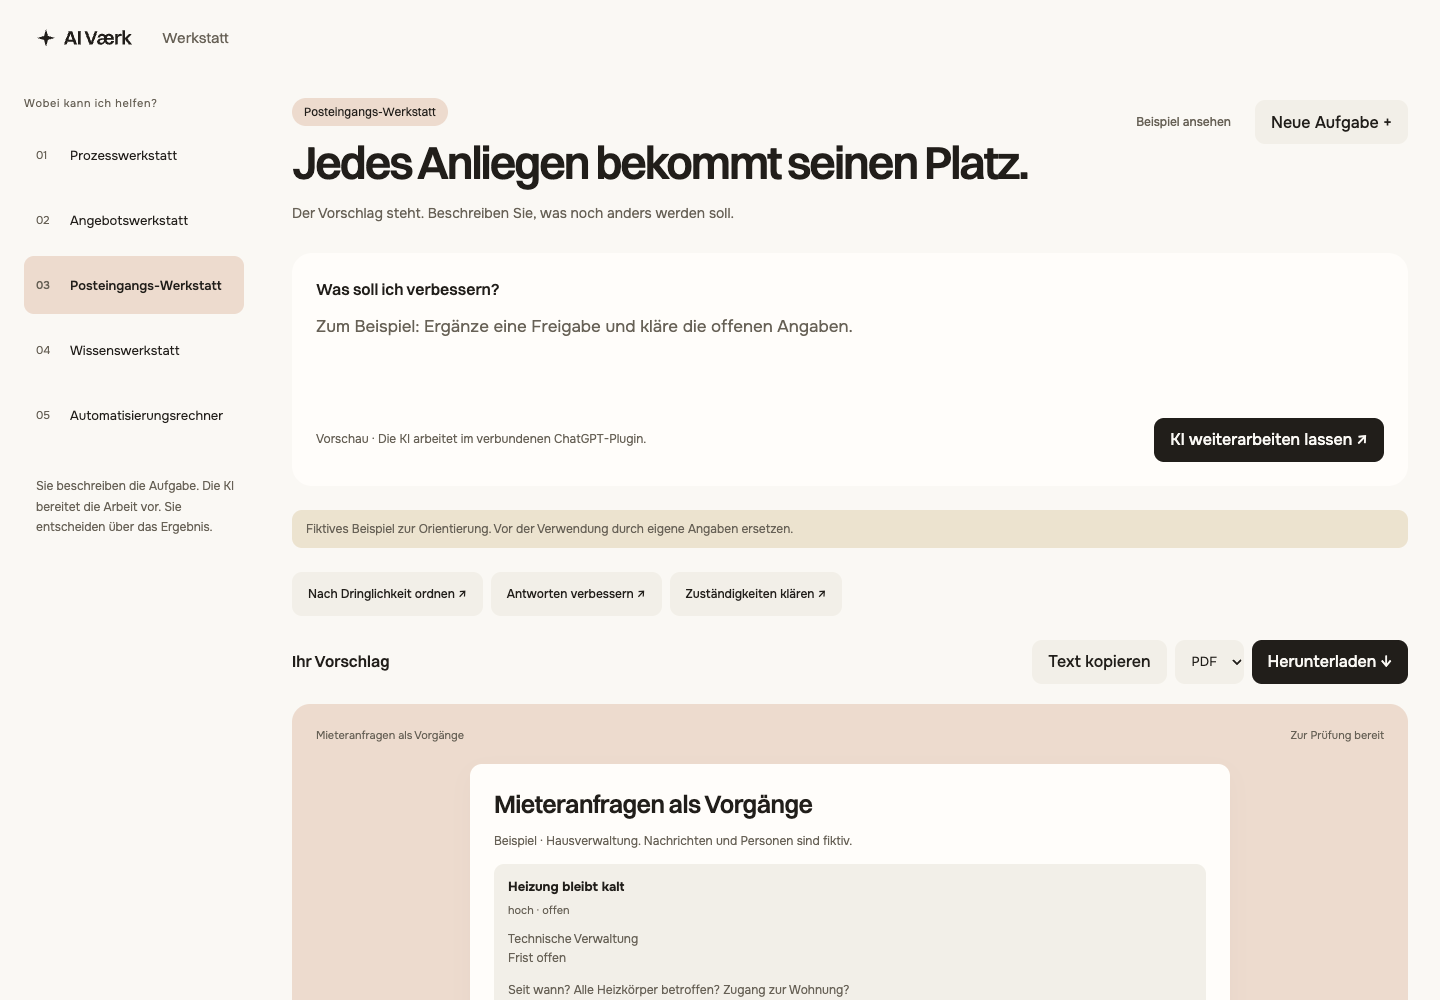 AI Værk
Werkstatt
Wobei kann ich helfen?
01 Prozesswerkstatt
02 Angebotswerkstatt
03 Posteingangs-Werkstatt
04 Wissenswerkstatt
05 Automatisierungsrechner
Sie beschreiben die Aufgabe. Die KI
bereitet die Arbeit vor. Sie
entscheiden über das Ergebnis.
Posteingangs-Werkstatt
Beispiel ansehen
Neue Aufgabe +
Jedes Anliegen bekommt seinen Platz.
Der Vorschlag steht. Beschreiben Sie, was noch anders werden soll.
Was soll ich verbessern?
Zum Beispiel: Ergänze eine Freigabe und kläre die offenen Angaben.
Vorschau · Die KI arbeitet im verbundenen ChatGPT-Plugin.
KI weiterarbeiten lassen ↗
Fiktives Beispiel zur Orientierung. Vor der Verwendung durch eigene Angaben ersetzen.
Nach Dringlichkeit ordnen ↗
Antworten verbessern ↗
Zuständigkeiten klären ↗
Ihr Vorschlag
Text kopieren
PDF
Herunterladen ↓
Mieteranfragen als Vorgänge
Zur Prüfung bereit
Mieteranfragen als Vorgänge
Beispiel · Hausverwaltung. Nachrichten und Personen sind fiktiv.
Heizung bleibt kalt
hoch · offen
Technische Verwaltung
Frist offen
Seit wann? Alle Heizkörper betroffen? Zugang zur Wohnung?